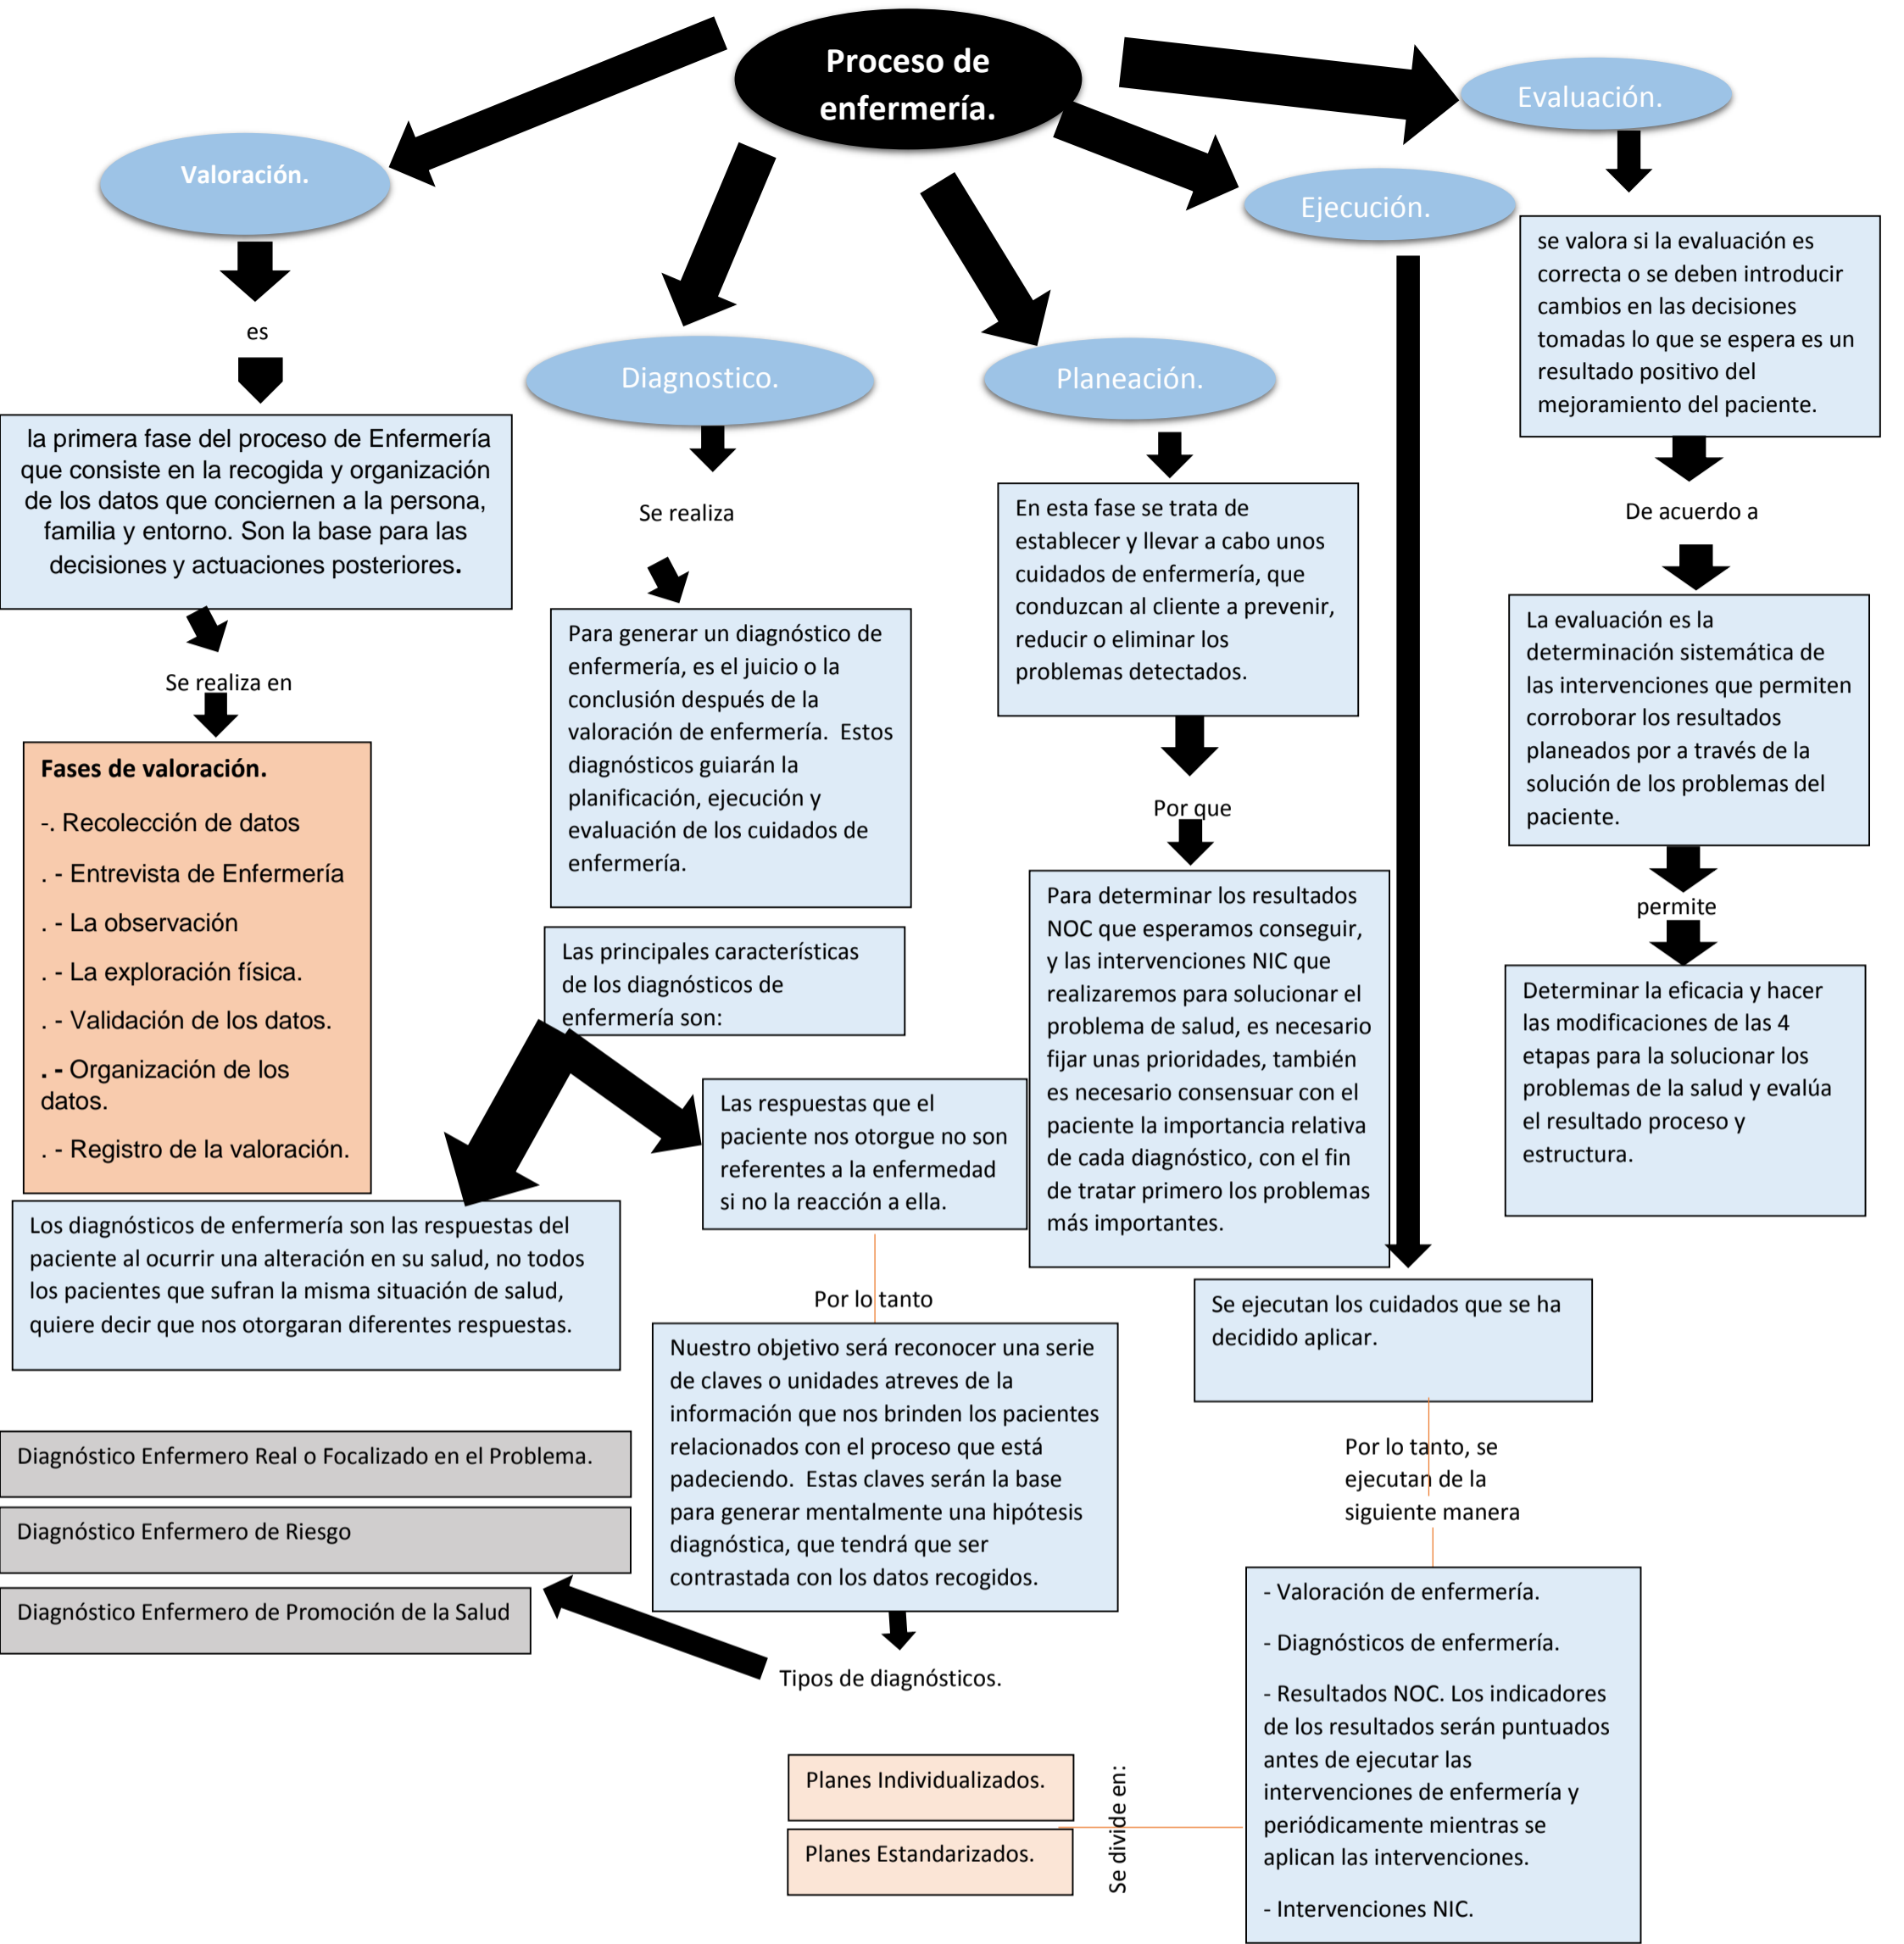 Proceso de
enfermería.
Valoración.
es
la primera fase del proceso de Enfermería
que consiste en la recogida y organización
de los datos que conciernen a la persona,
familia y entorno. Son la base para las
decisiones y actuaciones posteriores.
Se realiza en
Fases de valoración.
-. Recolección de datos
. - Entrevista de Enfermería
. - La observación
. - La exploración física.
. - Validación de los datos.
. - Organización de los
datos.
. - Registro de la valoración.
Diagnostico.
Se realiza
Para generar un diagnóstico de
enfermería, es el juicio o la
conclusión después de la
valoración de enfermería. Estos
diagnósticos guiarán la
planificación, ejecución y
evaluación de los cuidados de
enfermería.
Las principales características
de los diagnósticos de
enfermería son:
Los diagnósticos de enfermería son las respuestas del
paciente al ocurrir una alteración en su salud, no todos
los pacientes que sufran la misma situación de salud,
quiere decir que nos otorgaran diferentes respuestas.
Las respuestas que el
paciente nos otorgue no son
referentes a la enfermedad
si no la reacción a ella.
Por lo tanto
Nuestro objetivo será reconocer una serie
de claves o unidades atreves de la
información que nos brinden los pacientes
relacionados con el proceso que está
padeciendo. Estas claves serán la base
para generar mentalmente una hipótesis
diagnóstica, que tendrá que ser
contrastada con los datos recogidos.
Tipos de diagnósticos.
Diagnóstico Enfermero Real o Focalizado en el Problema.
Diagnóstico Enfermero de Riesgo
Diagnóstico Enfermero de Promoción de la Salud
Planeación.
En esta fase se trata de
establecer y llevar a cabo unos
cuidados de enfermería, que
conduzcan al cliente a prevenir,
reducir o eliminar los
problemas detectados.
Por que
Para determinar los resultados
NOC que esperamos conseguir,
y las intervenciones NIC que
realizaremos para solucionar el
problema de salud, es necesario
fijar unas prioridades, también
es necesario consensuar con el
paciente la importancia relativa
de cada diagnóstico, con el fin
de tratar primero los problemas
más importantes.
Ejecución.
Se ejecutan los cuidados que se ha
decidido aplicar.
Por lo tanto, se
ejecutan de la
siguiente manera
- Valoración de enfermería.
- Diagnósticos de enfermería.
- Resultados NOC. Los indicadores
de los resultados serán puntuados
antes de ejecutar las
intervenciones de enfermería y
periódicamente mientras se
aplican las intervenciones.
- Intervenciones NIC.
Se divide en:
Planes Individualizados.
Planes Estandarizados.
Evaluación.
se valora si la evaluación es
correcta o se deben introducir
cambios en las decisiones
tomadas lo que se espera es un
resultado positivo del
mejoramiento del paciente.
De acuerdo a
La evaluación es la
determinación sistemática de
las intervenciones que permiten
corroborar los resultados
planeados por a través de la
solución de los problemas del
paciente.
permite
Determinar la eficacia y hacer
las modificaciones de las 4
etapas para la solucionar los
problemas de la salud y evalúa
el resultado proceso y
estructura.